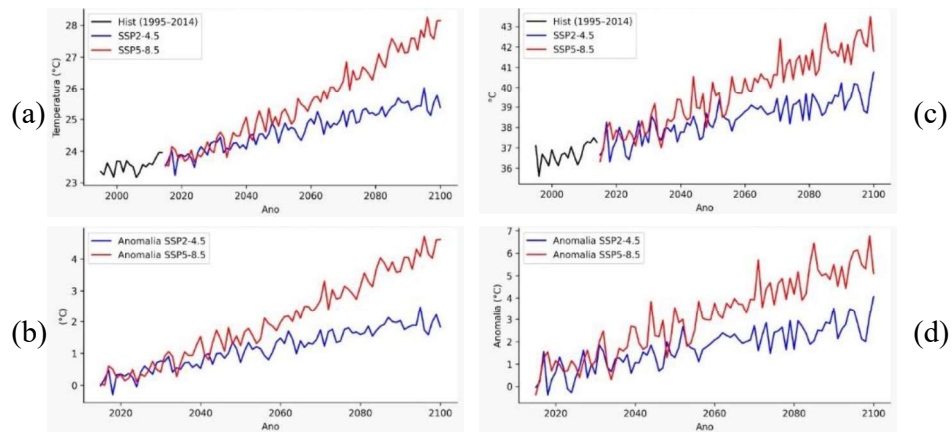 (a)
Temperatura (°C)
28
27
26
25
24
23
Hist (1995–2014)
SSP2-4.5
SSP5-8.5
2000
2020
2040
2060
2080
2100
Ano
(c)
°C
43
42
41
40
39
38
37
36
Hist (1995–2014)
SSP2-4.5
SSP5-8.5
2000
2020
2040
2060
2080
2100
Ano
(b)
(°C)
4
3
2
1
0
Anomalia SSP2-4.5
Anomalia SSP5-8.5
2020
2040
2060
2080
2100
Ano
(d)
Anomalia (°C)
7
6
5
4
3
2
1
0
Anomalia SSP2-4.5
Anomalia SSP5-8.5
2020
2040
2060
2080
2100
Ano